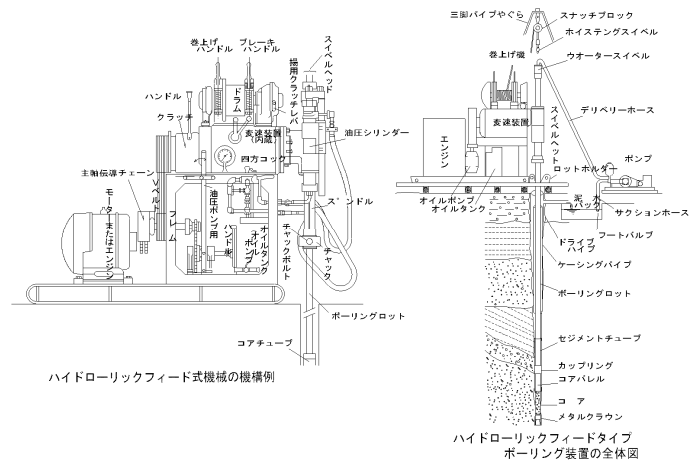 三脚パイプやぐら
スナッチブロック
ホイステングスイベル
巻上げ機
ウオータースイベル
デリベリーホース
変速装置
スイベルヘット
エンジン
ロットホルダー
ポンプ
オイルポンプ
オイルタンク
泥水
バック
サクションホース
フートバルブ
ドライブ
ハイプ
ケーシングパイプ
ボーリングロット
セジメントチューブ
カップリング
コアバレル
コア
メタルクラウン
ハイドローリックフィードタイプ
ボーリング装置の全体図
巻上げ
ハンドル
ブレーキ
ハンドル
スイベルヘッド
掲用クラッチレバ
ハンドル
ドラム
クラッチ
変速装置
(内蔵)
油圧シリンダー
四方コック
主軸伝導チェーン
Vベルト
モーターまたはエンジン
フレーム
油圧ポンプ用
ハンド術
オイルタンク
オイル
ポンプ
スピンドル
チャックボルト
チャック
ボーリングロット
コアチューブ
ハイドローリックフィード式機械の機構例